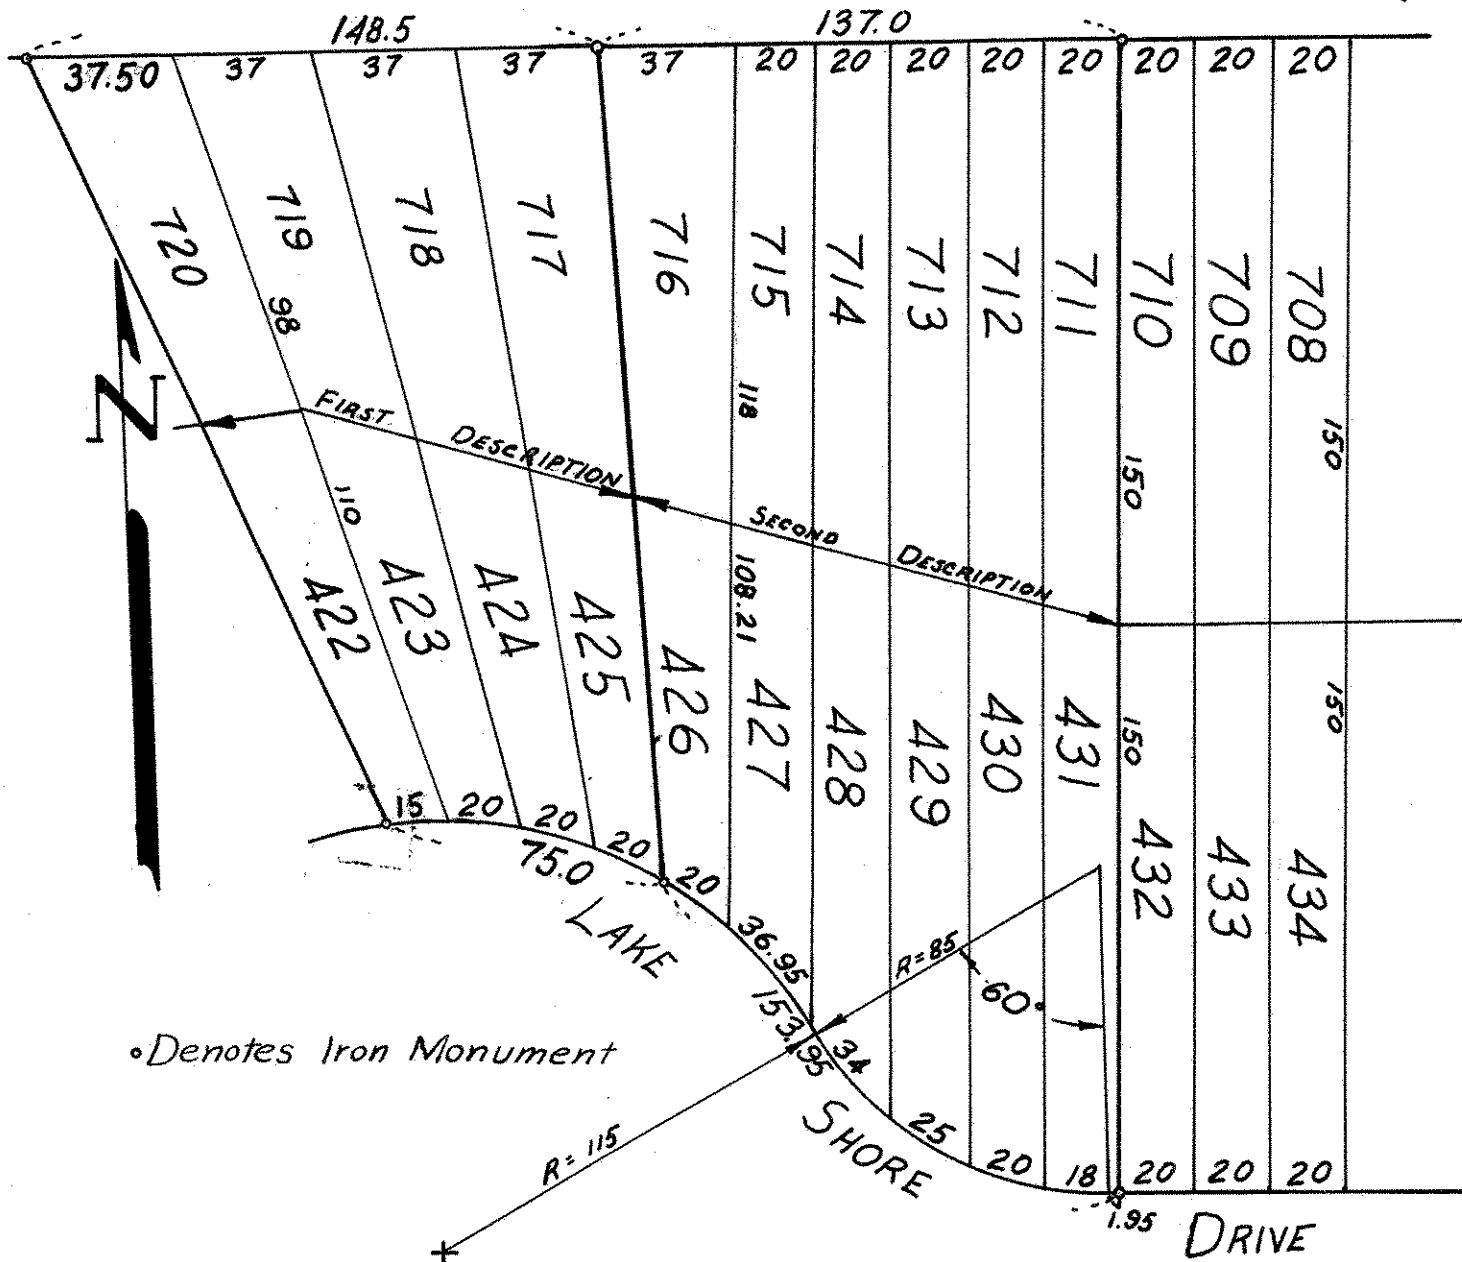 148.5 137.0
37.50 37 37 37 37 20 20 20 20 20 20 20 20
720 719 718 717 716 715 714 713 712 711 710 709 708
98 118 150 150
N
FIRST DESCRIPTION
SECOND DESCRIPTION
110 108.21 150 150
422 423 424 425 426 427 428 429 430 431 432 433 434
15 20 20 20 20 36.95 34 25 20 18 20 20 20
75.0 153.95 1.95
R=85
60°
R=115
LAKE SHORE DRIVE
∘Denotes Iron Monument